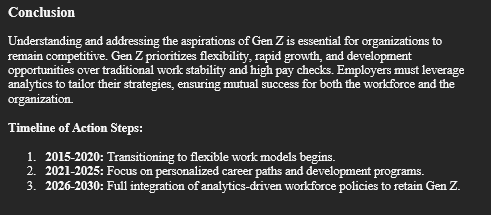 Conclusion
Understanding and addressing the aspirations of Gen Z is essential for organizations to
remain competitive. Gen Z prioritizes flexibility, rapid growth, and development
opportunities over traditional work stability and high pay checks. Employers must leverage
analytics to tailor their strategies, ensuring mutual success for both the workforce and the
organization.
Timeline of Action Steps:
1. 2015-2020: Transitioning to flexible work models begins.
2. 2021-2025: Focus on personalized career paths and development programs.
3. 2026-2030: Full integration of analytics-driven workforce policies to retain Gen Z.